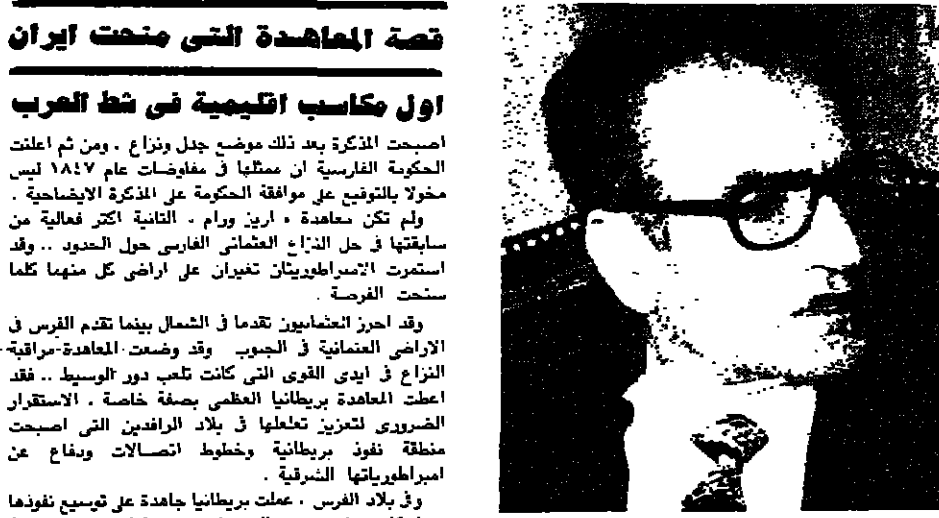 قصة المعاهدة التى منحت ايران
اول مكاسب اقليمية فى شط العرب
اصبحت المذكرة بعد ذلك موضع جدل ونزاع . ومن ثم اعلنت
الحكومة الفارسية ان ممثلها فى مفاوضات عام ١٨٤٧ ليس
مخولا بالتوقيع على موافقة الحكومة على المذكرة الايضاحية .
ولم تكن معاهدة « اريز ورام » الثانية اكثر فعالية من
سابقتها فى حل النزاع العثمانى الفارسى حول الحدود .. وقد
استمرت الامبراطوريتان تغيران على اراضى كل منهما كلما
سنحت الفرصة .
وقد احرز العثمانيون تقدما فى الشمال بينما تقدم الفرس فى
الاراضى العثمانية فى الجنوب وقد وضعت المعاهدة مراقبة
النزاع فى ايدى القوى التى كانت تلعب دور الوسيط .. فقد
اعطت المعاهدة بريطانيا العظمى بصفة خاصة . الاستقرار
الضرورى لتعزيز تغلغلها فى بلاد الرافدين التى اصبحت
منطقة نفوذ بريطانية وخطوط اتصالات ودفاع عن
امبراطورياتها الشرقية .
وفى بلاد الفرس . عملت بريطانيا جاهدة على توسيع نفوذها